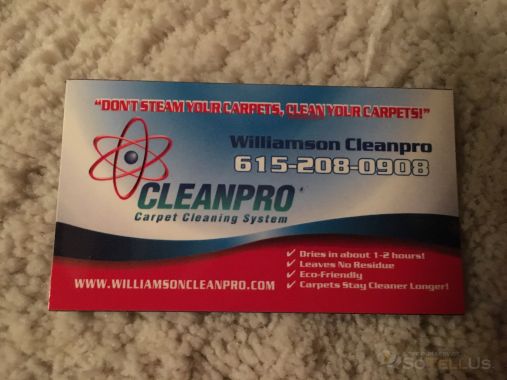 "DON'T STEAM YOUR CARPETS, CLEAN YOUR CARPETS!"
Williamson Cleanpro
615-208-0908
CLEANPRO
Carpet Cleaning System
✓ Dries in about 1-2 hours!
✓ Leaves No Residue
✓ Eco-Friendly
✓ Carpets Stay Cleaner Longer!
WWW.WILLIAMSONCLEANPRO.COM
SOTELLUS